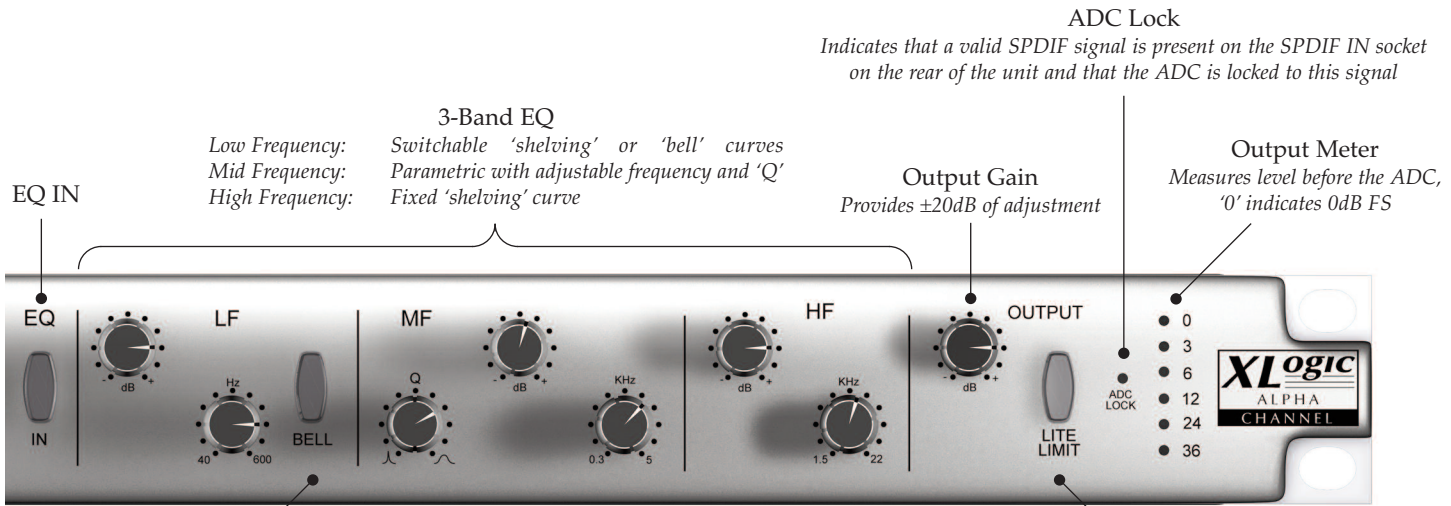 ADC Lock
Indicates that a valid SPDIF signal is present on the SPDIF IN socket
on the rear of the unit and that the ADC is locked to this signal
3-Band EQ
Low Frequency: Switchable ‘shelving’ or ‘bell’ curves
Mid Frequency: Parametric with adjustable frequency and ‘Q’
High Frequency: Fixed ‘shelving’ curve
EQ IN
Output Gain
Provides ±20dB of adjustment
Output Meter
Measures level before the ADC,
‘0’ indicates 0dB FS
EQ
IN
LF
- dB +
Hz
40 600
BELL
MF
- dB +
Q
KHz
0.3 5
HF
- dB +
KHz
1.5 22
OUTPUT
- dB +
LITE
LIMIT
ADC
LOCK
0
3
6
12
24
36
XLogic
ALPHA
CHANNEL